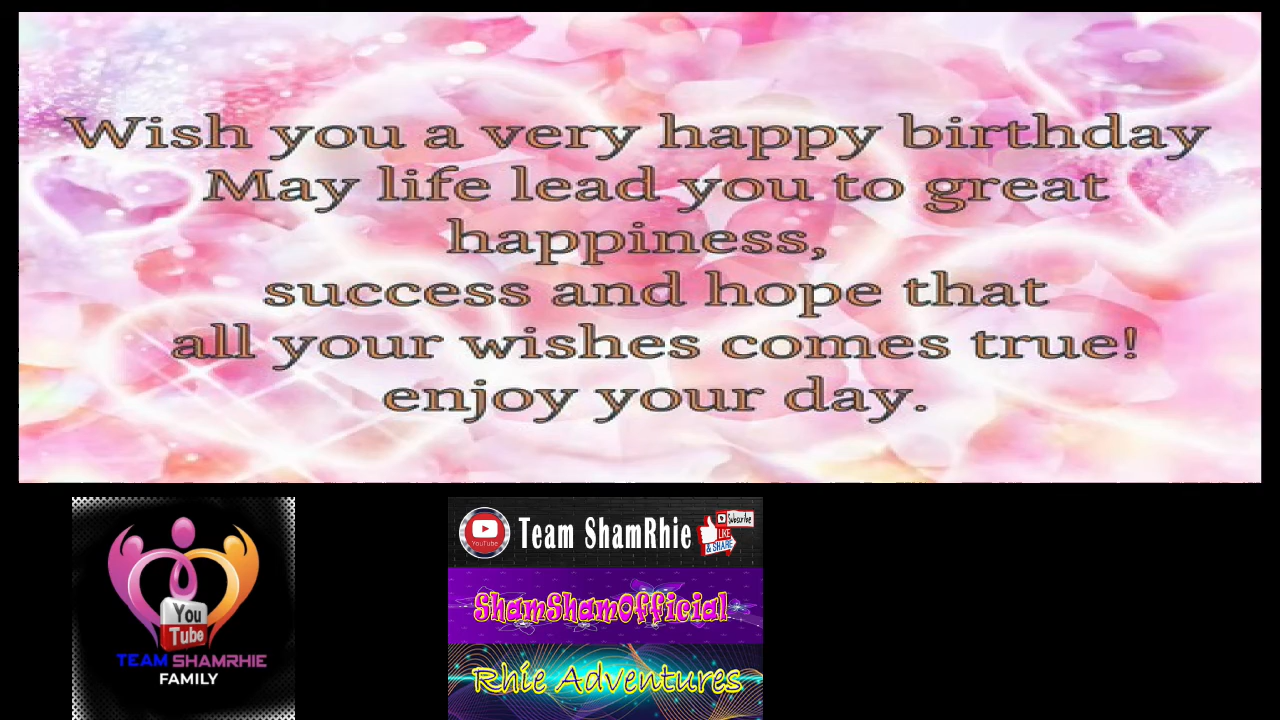 Wish you a very happy birthday
May life lead you to great
happiness,
success and hope that
all your wishes comes true!
enjoy your day.
You
Tube
TEAM SHAMRHIE
FAMILY
YouTube
Team ShamRhie
Subscribe
LIKE
& SHARE
ShamShamOfficial
Rhie Adventures